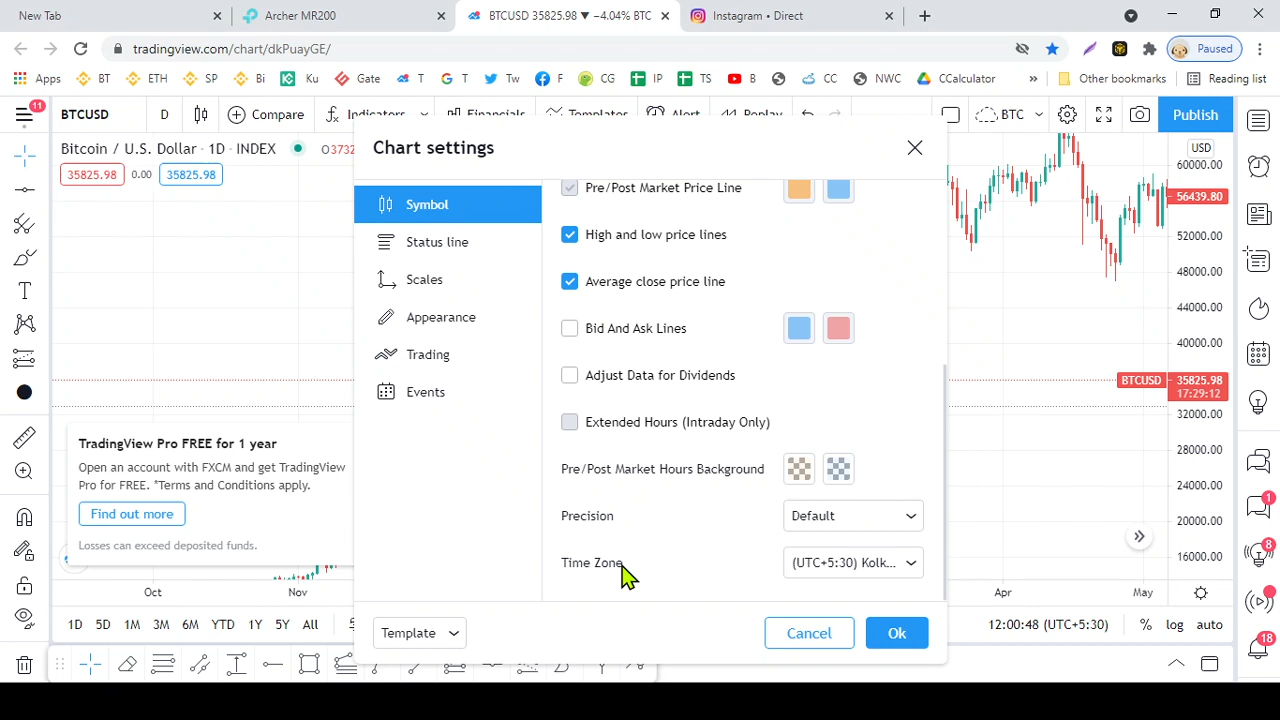 New Tab
Archer MR200
BTCUSD 35825.98 ▼ −4.04% BTC
Instagram • Direct
tradingview.com/chart/dkPuayGE/
Paused
Apps
BT
ETH
SP
Bi
Ku
Gate
T
T
Tw
F
CG
IP
TS
B
CC
NWC
CCalculator
»
Other bookmarks
Reading list
11
BTCUSD
D
Compare
Indicators
Financials
Templates
Alert
Replay
BTC
Publish
Bitcoin / U.S. Dollar · 1D · INDEX
O3732
35825.98
0.00
35825.98
Chart settings
Symbol
Status line
Scales
Appearance
Trading
Events
Pre/Post Market Price Line
High and low price lines
Average close price line
Bid And Ask Lines
Adjust Data for Dividends
Extended Hours (Intraday Only)
Pre/Post Market Hours Background
Precision
Default
Time Zone
(UTC+5:30) Kolk...
Template
Cancel
Ok
USD
60000.00
56439.80
52000.00
48000.00
44000.00
40000.00
BTCUSD
35825.98
17:29:12
32000.00
28000.00
24000.00
20000.00
16000.00
TradingView Pro FREE for 1 year
Open an account with FXCM and get TradingView
Pro for FREE. *Terms and Conditions apply.
Find out more
Losses can exceed deposited funds.
Oct
Nov
Apr
May
1D
5D
1M
3M
6M
YTD
1Y
5Y
All
12:00:48 (UTC+5:30)
%
log
auto
1
8
18